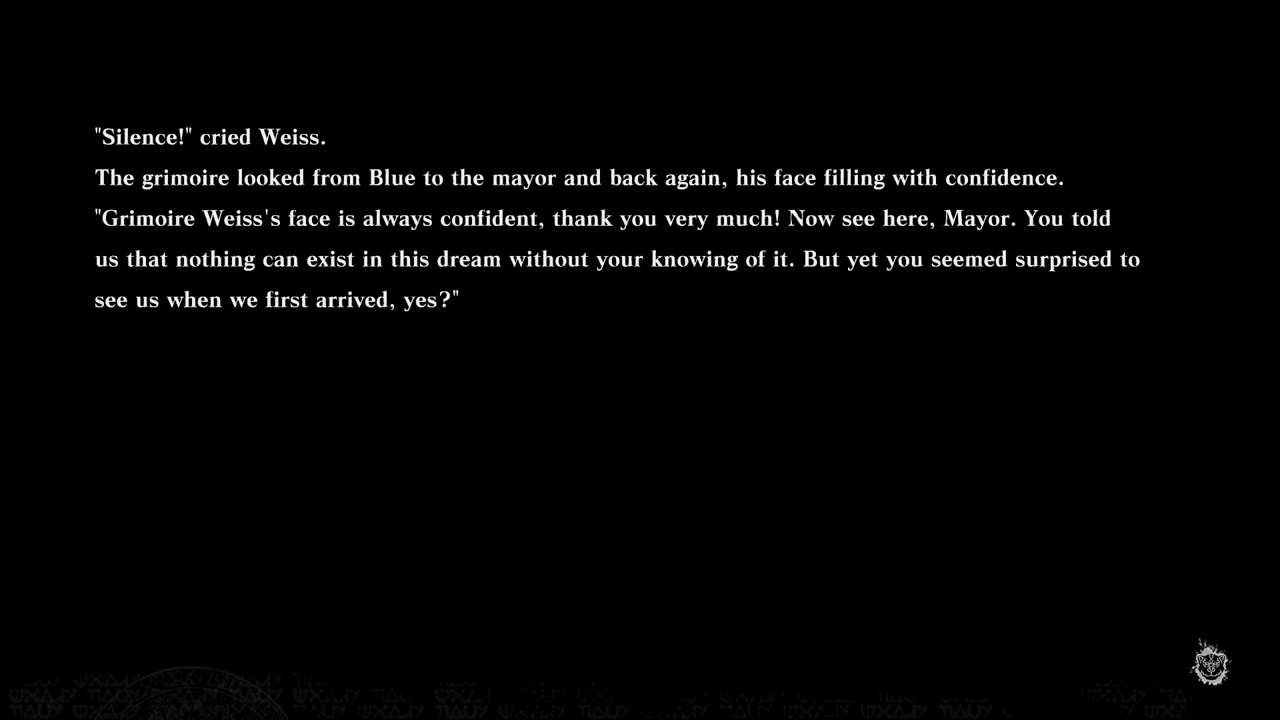 "Silence!" cried Weiss.
The grimoire looked from Blue to the mayor and back again, his face filling with confidence.
"Grimoire Weiss's face is always confident, thank you very much! Now see here, Mayor. You told
us that nothing can exist in this dream without your knowing of it. But yet you seemed surprised to
see us when we first arrived, yes?"